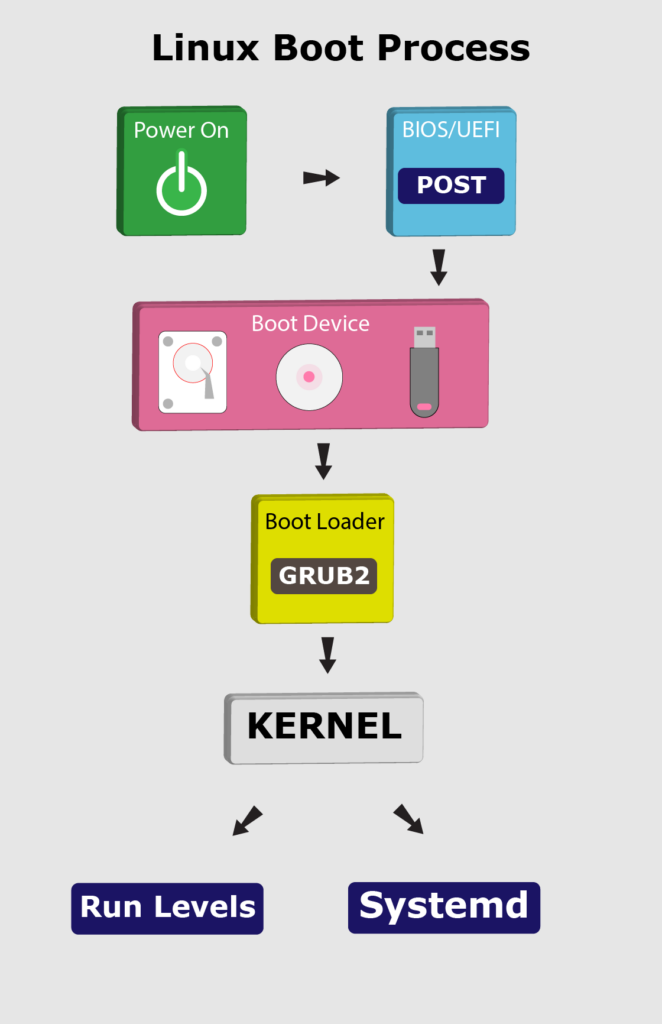 Linux Boot Process
Power On
BIOS/UEFI
POST
Boot Device
Boot Loader
GRUB2
KERNEL
Run Levels
Systemd